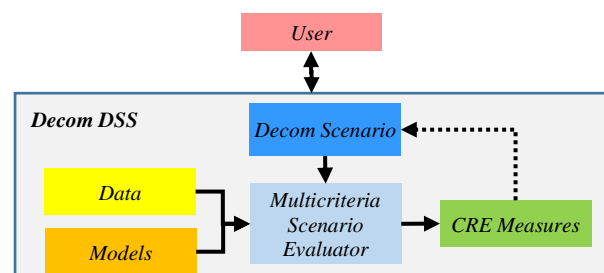 User
Decom DSS
Decom Scenario
Data
Models
Multicriteria
Scenario
Evaluator
CRE Measures